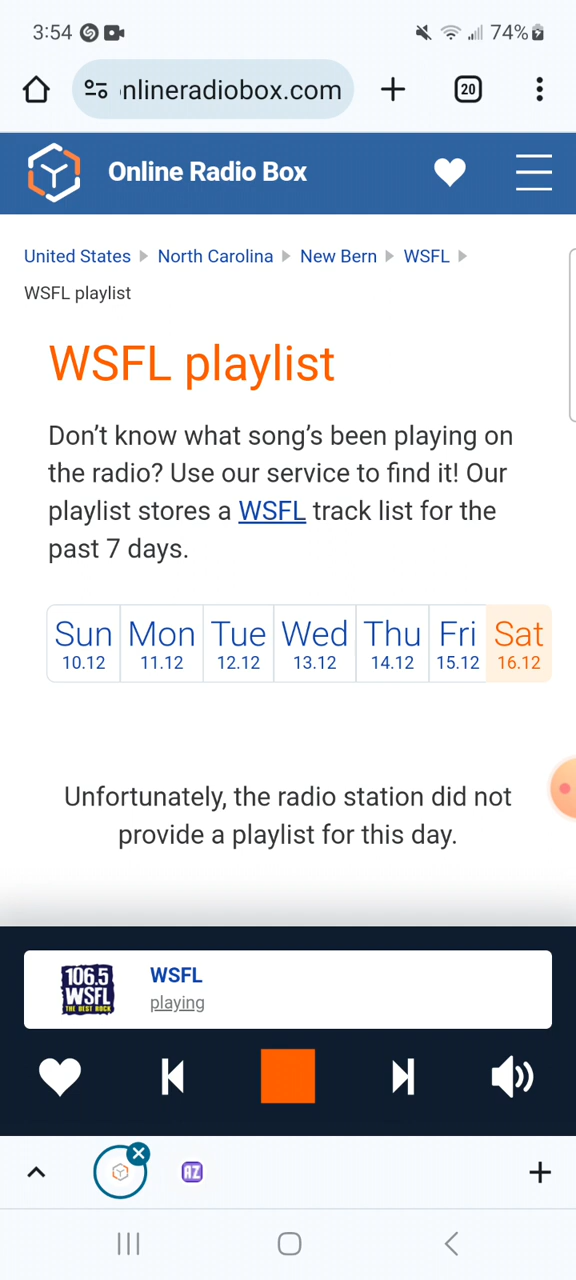 3:54 74%
nlineradiobox.com 20
Online Radio Box
United States North Carolina New Bern WSFL
WSFL playlist
WSFL playlist
Don’t know what song’s been playing on
the radio? Use our service to find it! Our
playlist stores a WSFL track list for the
past 7 days.
Sun Mon Tue Wed Thu Fri Sat
10.12 11.12 12.12 13.12 14.12 15.12 16.12
Unfortunately, the radio station did not
provide a playlist for this day.
106.5
WSFL
THE BEST ROCK
WSFL
playing
AZ